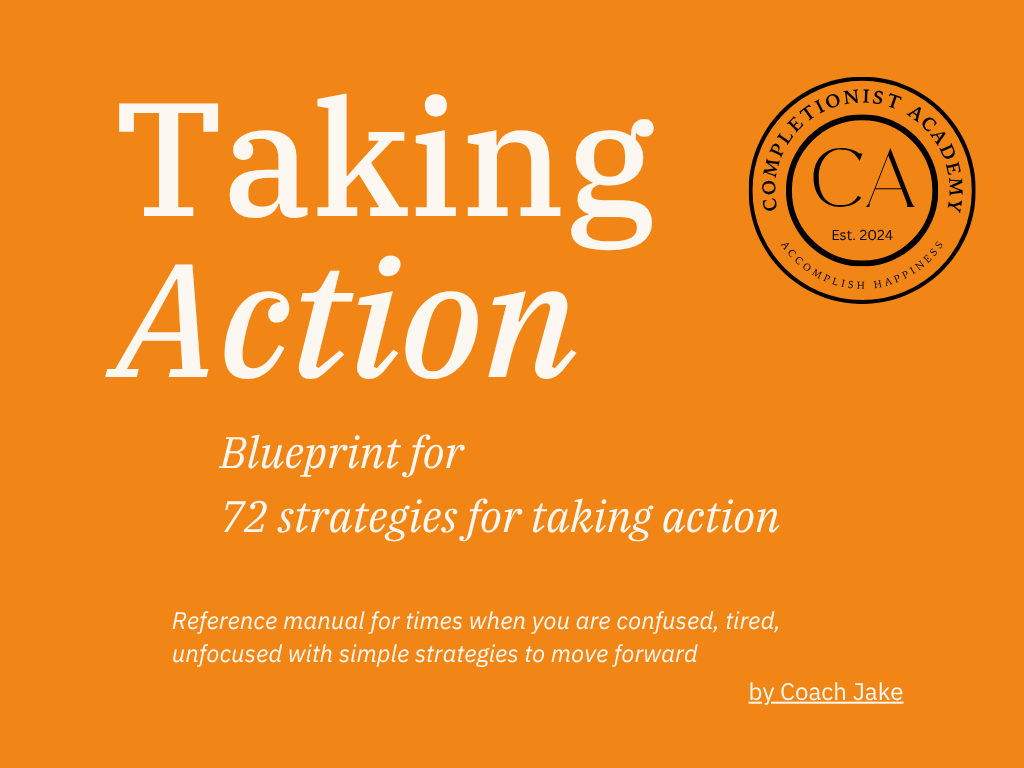 Taking
Action
COMPLETIONIST ACADEMY
CA
Est. 2024
ACCOMPLISH HAPPINESS
Blueprint for
72 strategies for taking action
Reference manual for times when you are confused, tired,
unfocused with simple strategies to move forward
by Coach Jake